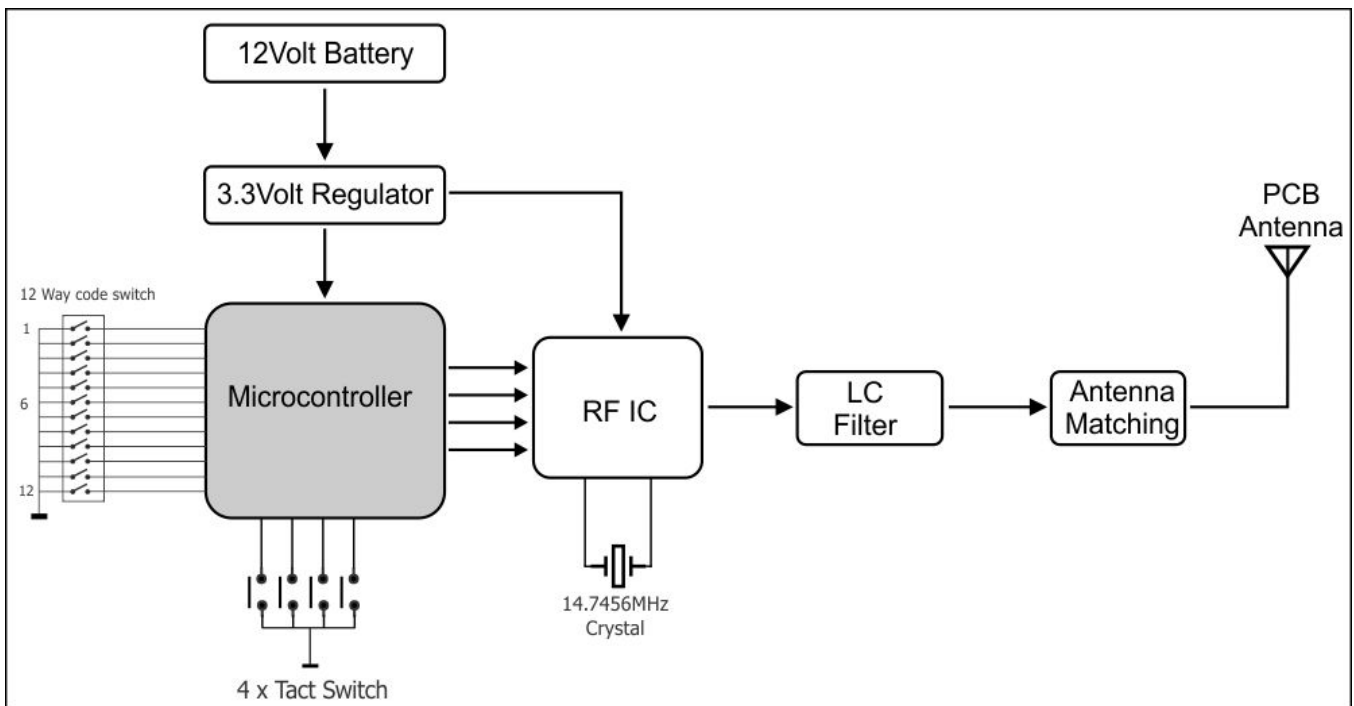 12Volt Battery
3.3Volt Regulator
PCB
Antenna
12 Way code switch
1
6
12
Microcontroller
RF IC
LC
Filter
Antenna
Matching
14.7456MHz
Crystal
4 x Tact Switch